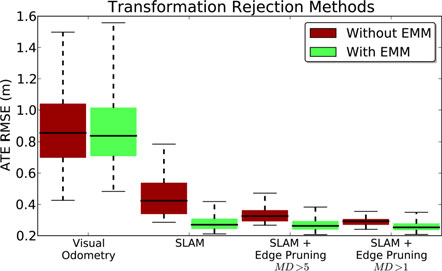 Transformation Rejection Methods
Without EMM
With EMM
ATE RMSE (m)
1.6
1.4
1.2
1.0
0.8
0.6
0.4
0.2
Visual
Odometry
SLAM
SLAM +
Edge Pruning
MD>5
SLAM +
Edge Pruning
MD>1